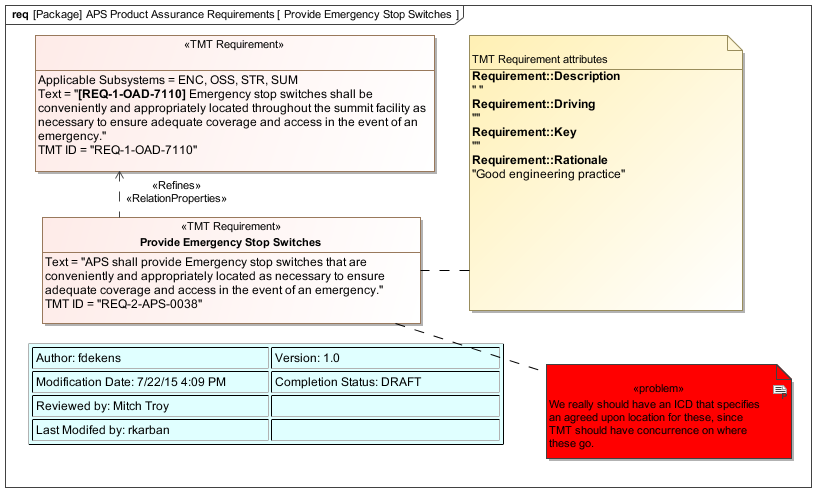 req [Package] APS Product Assurance Requirements [ Provide Emergency Stop Switches ]
«TMT Requirement»
Applicable Subsystems = ENC, OSS, STR, SUM
Text = "[REQ-1-OAD-7110] Emergency stop switches shall be
conveniently and appropriately located throughout the summit facility as
necessary to ensure adequate coverage and access in the event of an
emergency."
TMT ID = "REQ-1-OAD-7110"
TMT Requirement attributes
Requirement::Description
" "
Requirement::Driving
""
Requirement::Key
""
Requirement::Rationale
"Good engineering practice"
«Refines»
«RelationProperties»
«TMT Requirement»
Provide Emergency Stop Switches
Text = "APS shall provide Emergency stop switches that are
conveniently and appropriately located as necessary to ensure
adequate coverage and access in the event of an emergency."
TMT ID = "REQ-2-APS-0038"
Author: fdekens
Version: 1.0
Modification Date: 7/22/15 4:09 PM
Completion Status: DRAFT
Reviewed by: Mitch Troy
Last Modifed by: rkarban
«problem»
We really should have an ICD that specifies
an agreed upon location for these, since
TMT should have concurrence on where
these go.